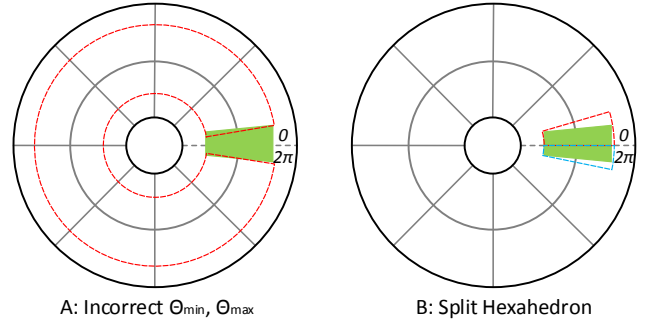 0
2π
0
2π
A: Incorrect Θmin, Θmax
B: Split Hexahedron